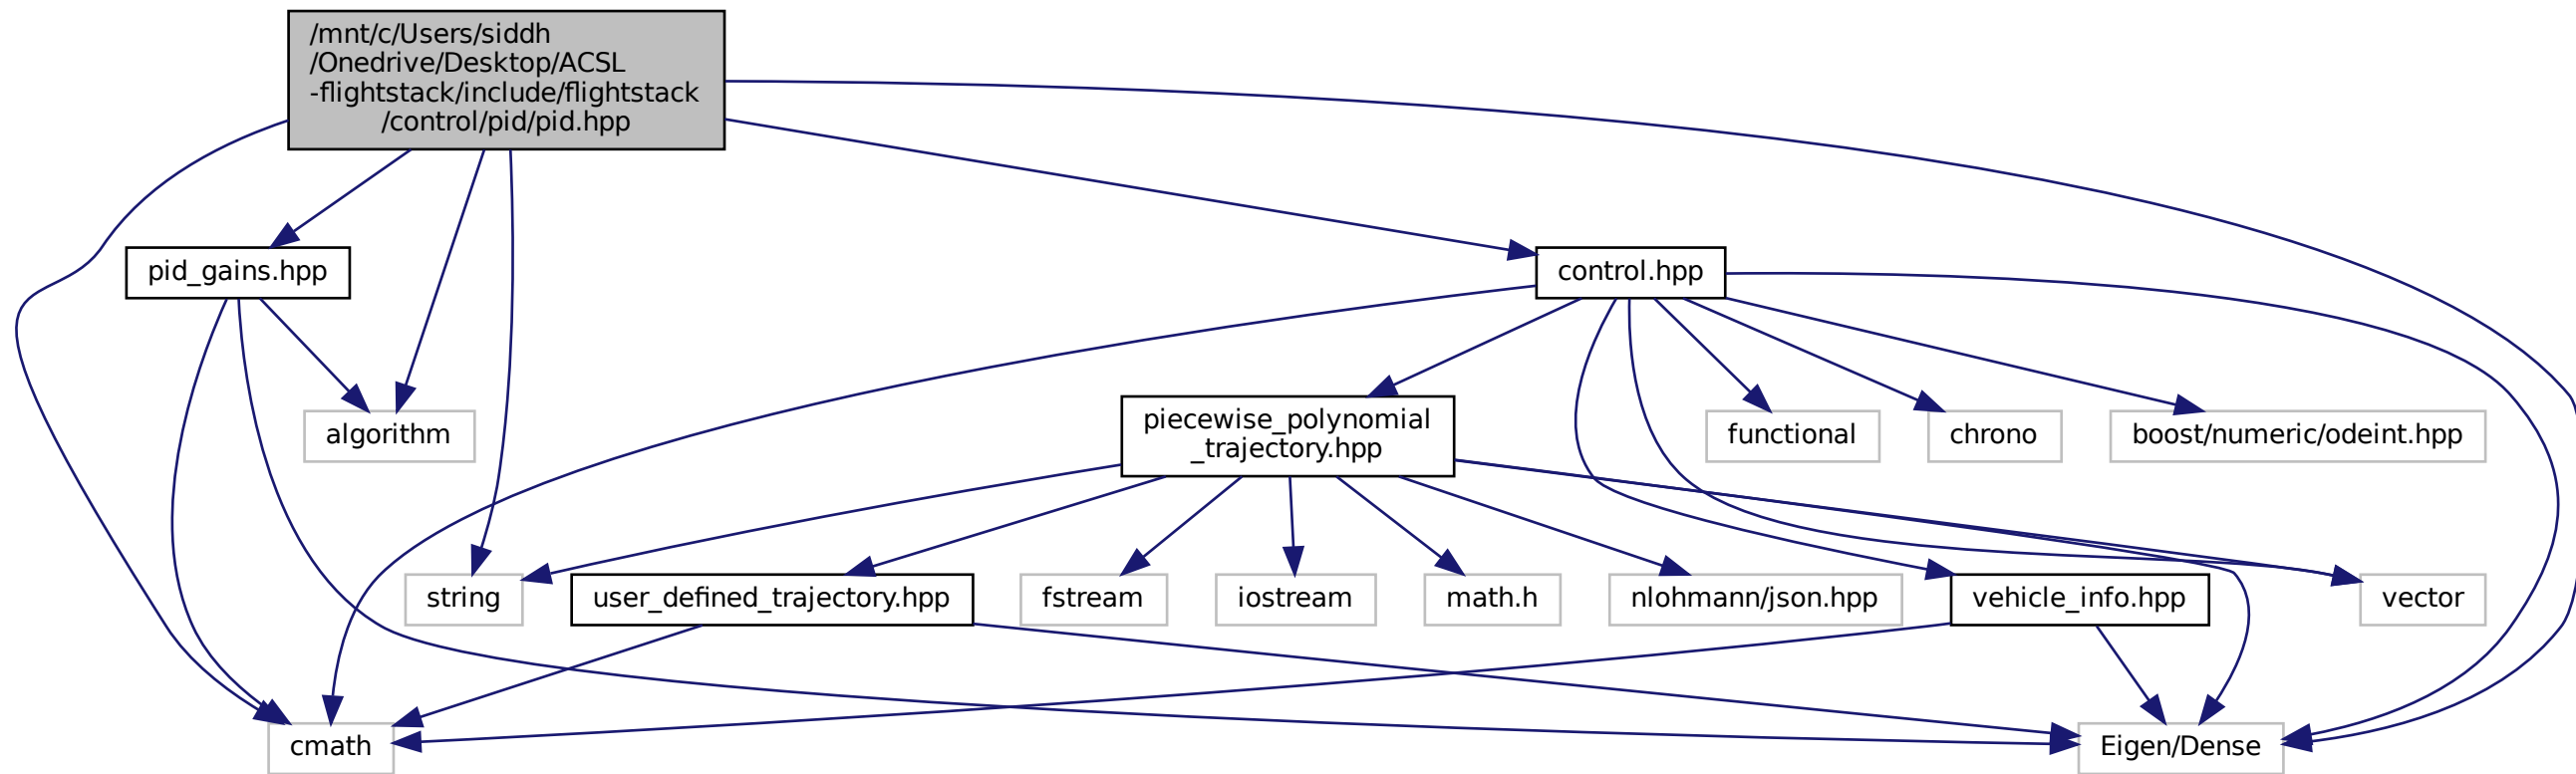 /mnt/c/Users/siddh
/Onedrive/Desktop/ACSL
-flightstack/include/flightstack
/control/pid/pid.hpp
pid_gains.hpp
control.hpp
algorithm
piecewise_polynomial
_trajectory.hpp
functional
chrono
boost/numeric/odeint.hpp
string
user_defined_trajectory.hpp
fstream
iostream
math.h
nlohmann/json.hpp
vehicle_info.hpp
vector
cmath
Eigen/Dense